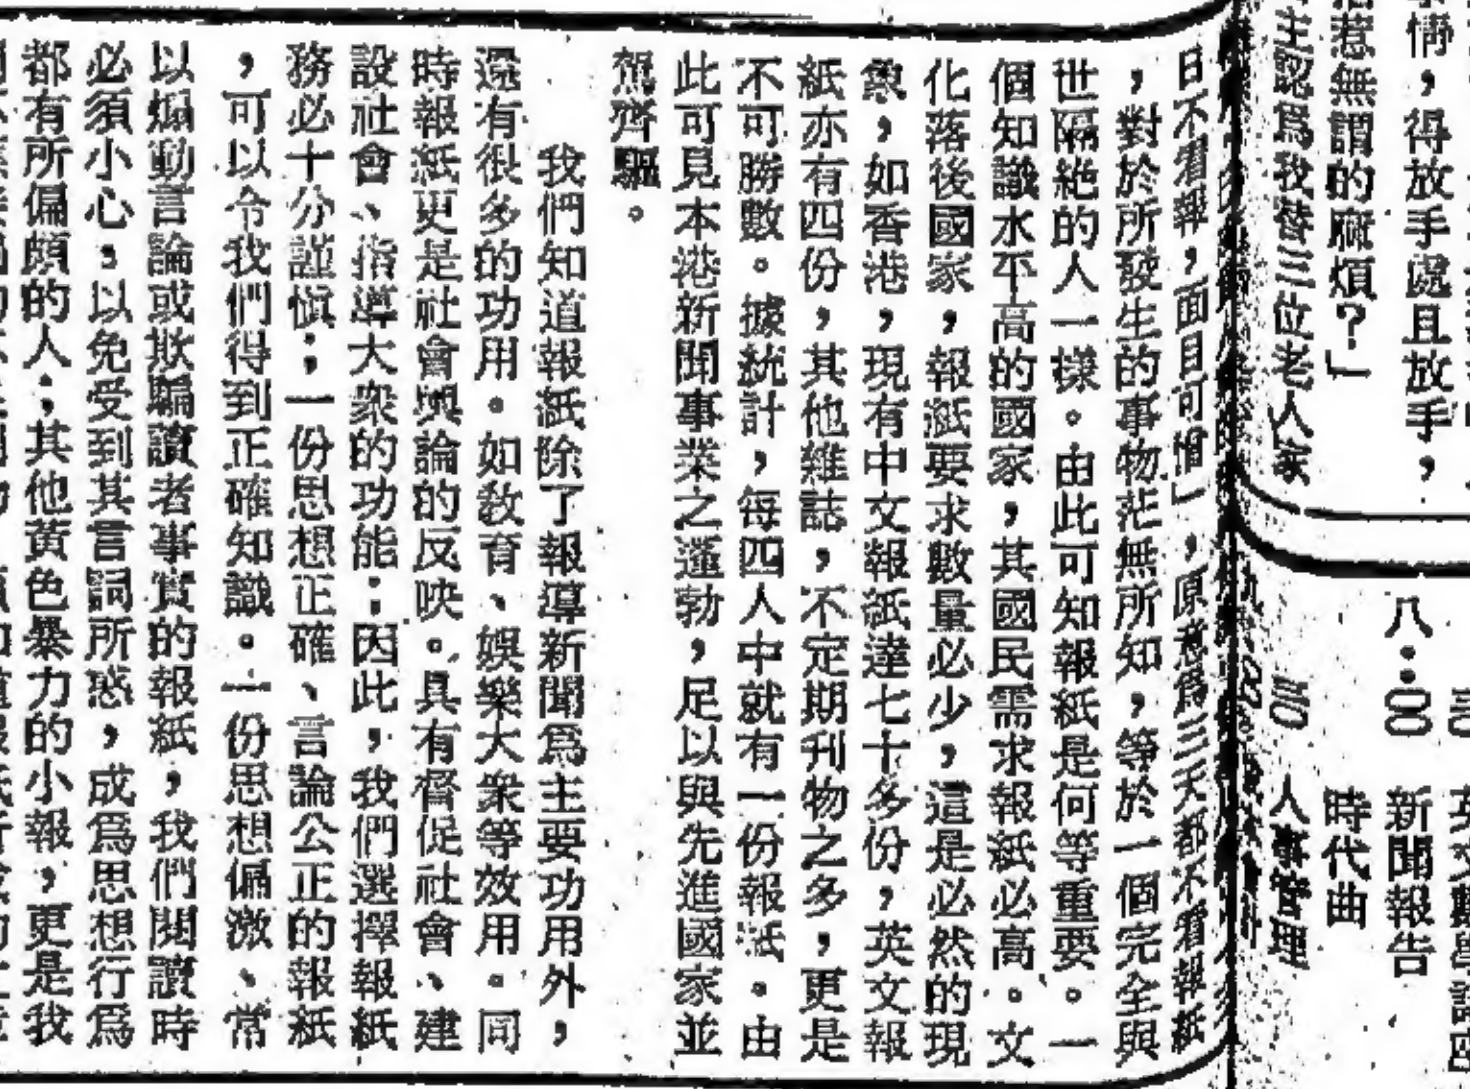 事情，得放手處且放手，
惹無謂的麻煩？」
主認爲我替三位老人家
英文數學講座
八：〇〇　新聞報告
時代曲
三〇　人事管理
日不看報，面目可憎」，原意爲三天都不看報紙
，對於所發生的事物茫無所知，等於一個完全與
世隔絶的人一樣。由此可知報紙是何等重要。一
個知識水平高的國家，其國民需求報紙必高。文
化落後國家，報紙要求數量必少，這是必然的現
象，如香港，現有中文報紙達七十多份，英文報
紙亦有四份，其他雜誌，不定期刊物之多，更是
不可勝數。據統計，每四人中就有一份報紙。由
此可見本港新聞事業之蓬勃，足以與先進國家並
駕齊驅。
我們知道報紙除了報導新聞爲主要功用外，
還有很多的功用。如教育、娛樂大衆等效用。同
時報紙更是社會輿論的反映。具有督促社會、建
設社會、指導大衆的功能；因此，我們選擇報紙
務必十分謹愼；一份思想正確、言論公正的報紙
，可以令我們得到正確知識。一份思想偏激、常
以煽動言論或欺騙讀者事實的報紙，我們閱讀時
必須小心，以免受到其言詞所惑，成爲思想行爲
都有所偏頗的人；其他黃色暴力的小報，更是我